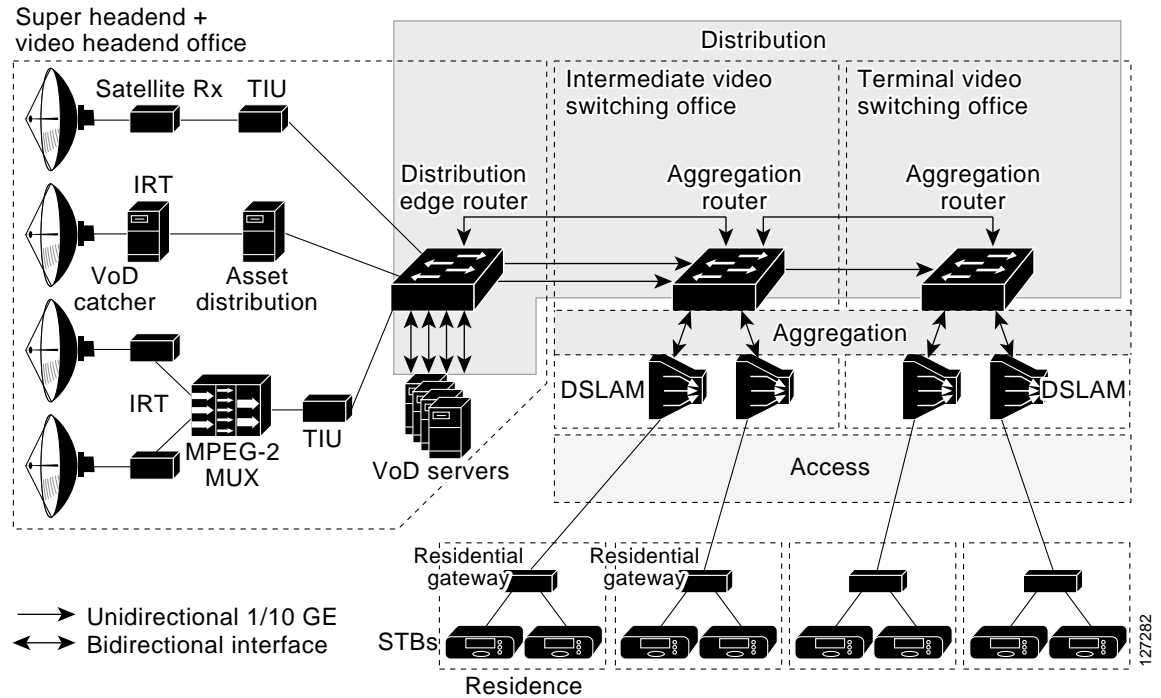 Super headend +
video headend office
Distribution
Intermediate video
switching office
Terminal video
switching office
Satellite Rx
TIU
IRT
Distribution
edge router
Aggregation
router
Aggregation
router
VoD
catcher
Asset
distribution
Aggregation
IRT
DSLAM
DSLAM
TIU
MPEG-2
MUX
VoD servers
Access
Residential
gateway
Residential
gateway
Unidirectional 1/10 GE
Bidirectional interface
STBs
Residence
127282